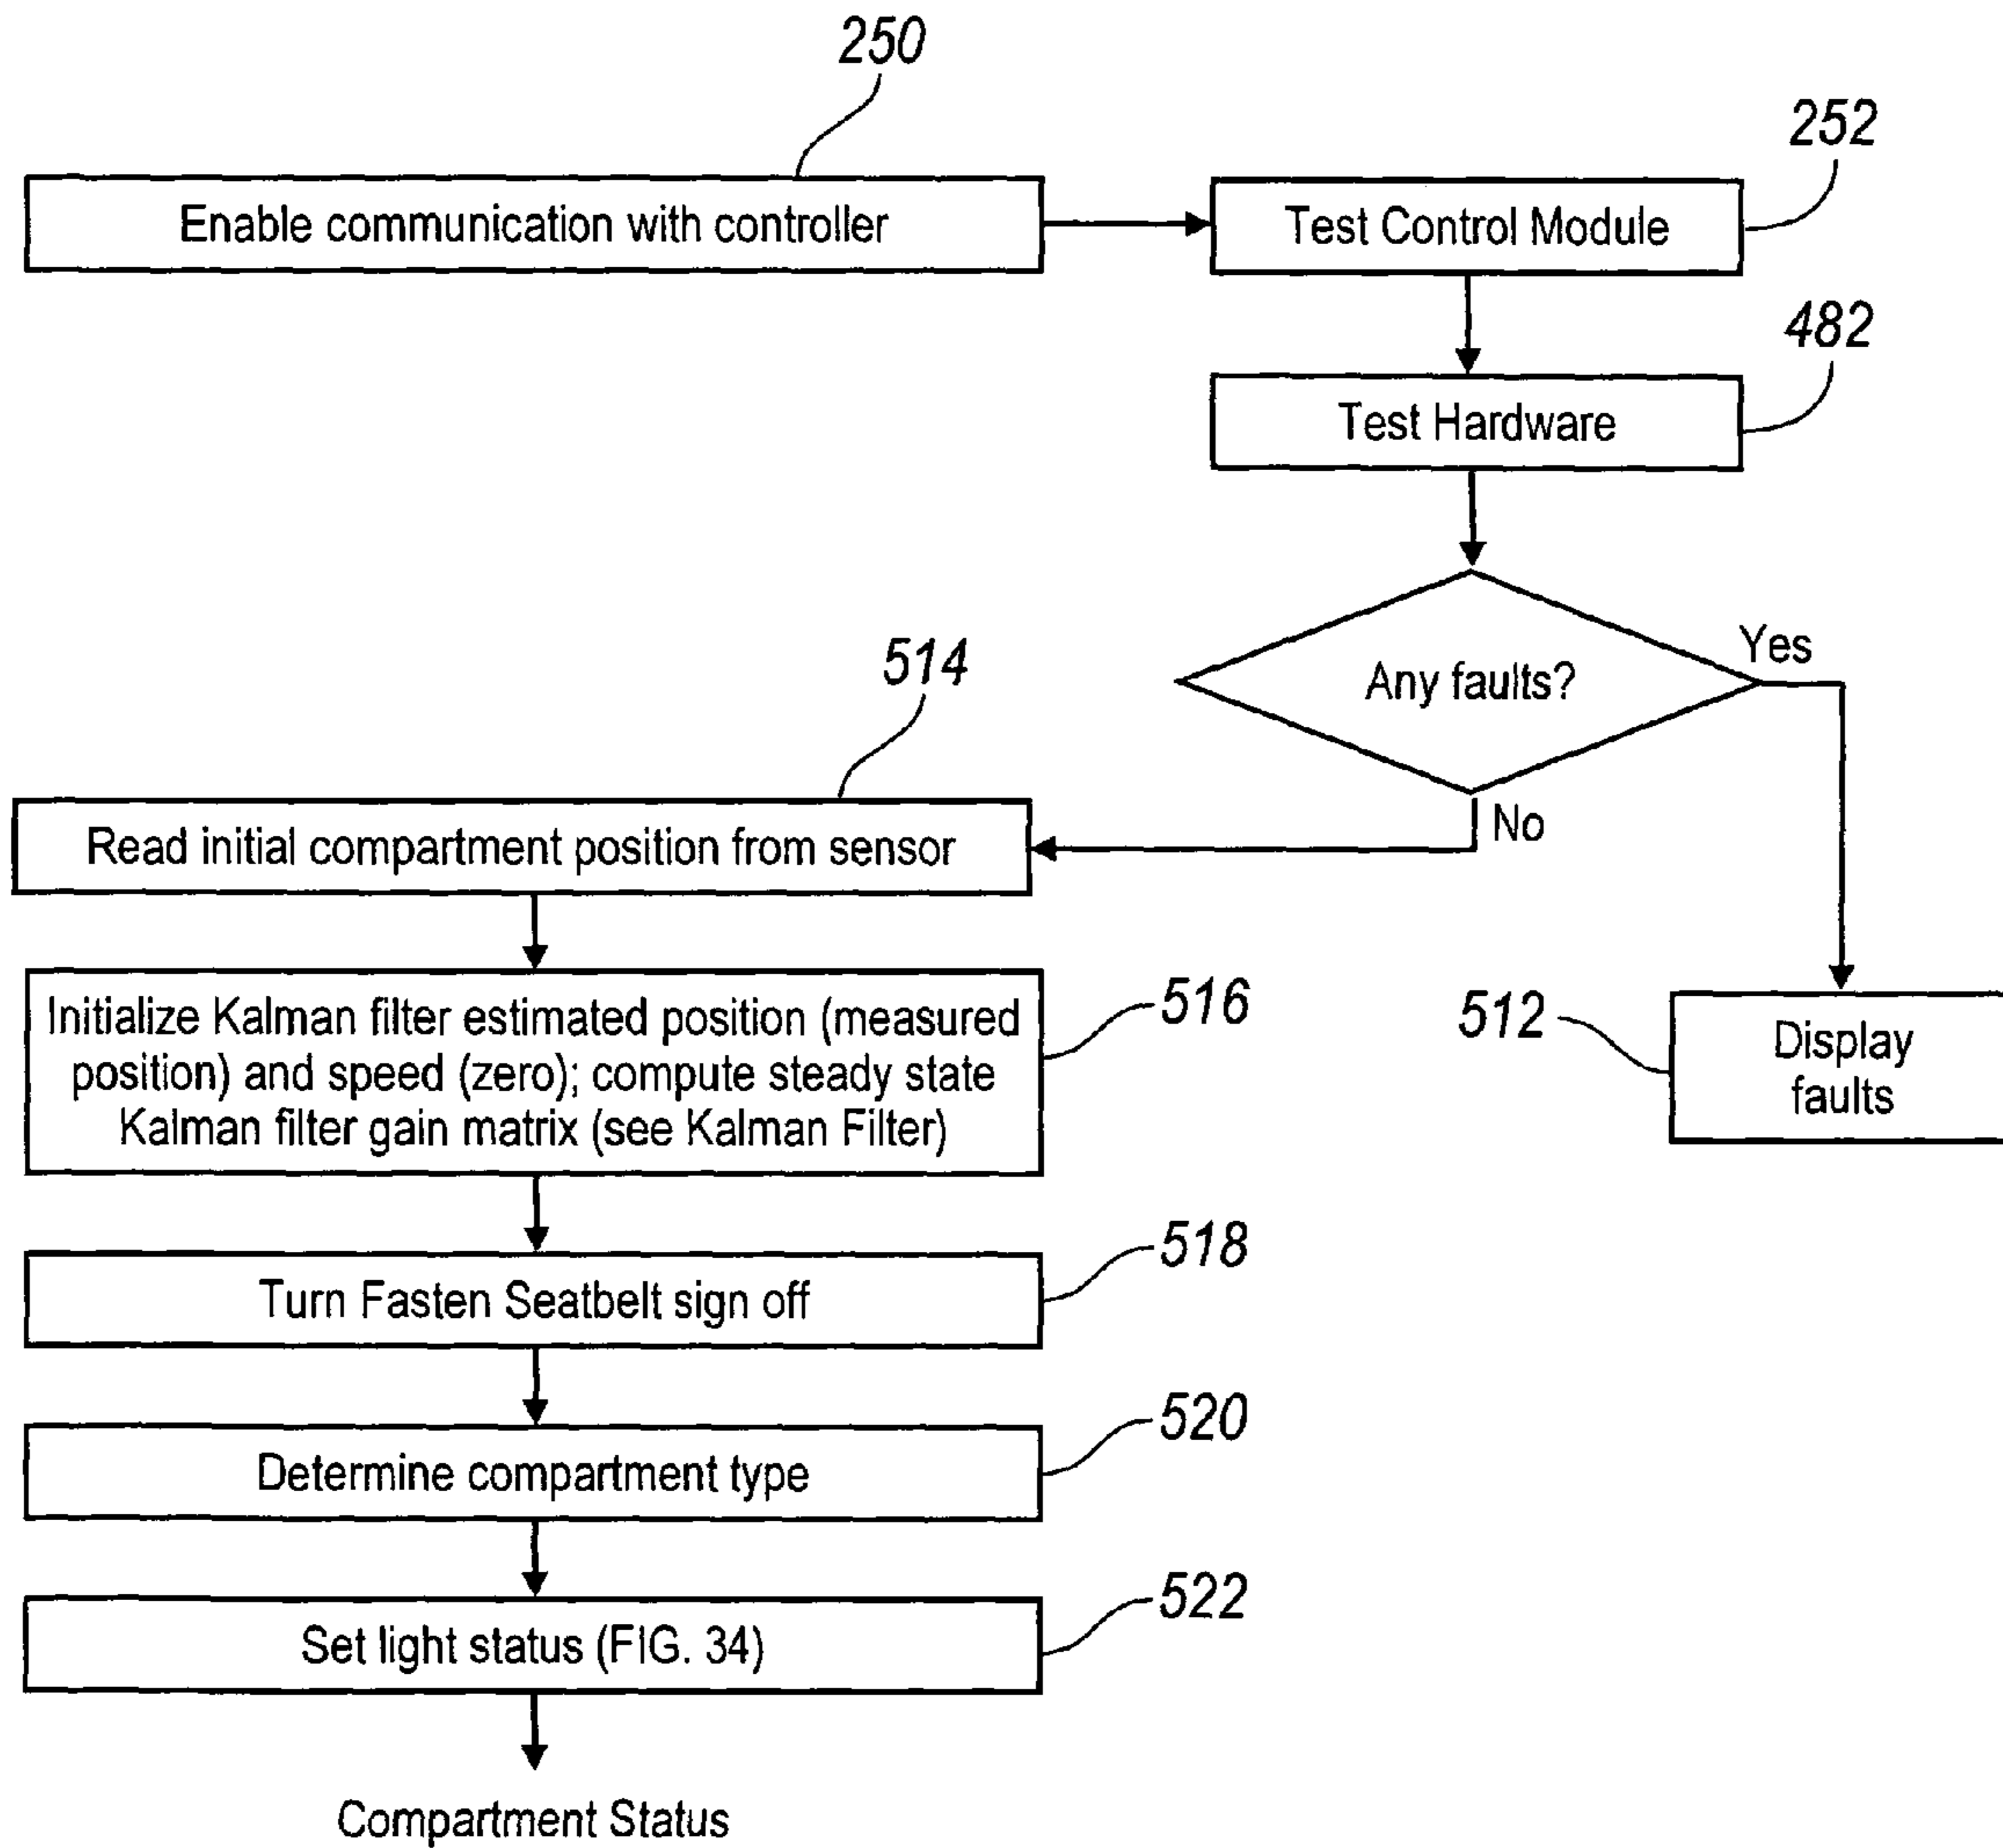 250
Enable communication with controller
252
Test Control Module
482
Test Hardware
Any faults?
Yes
No
514
Read initial compartment position from sensor
Initialize Kalman filter estimated position (measured
position) and speed (zero); compute steady state
Kalman filter gain matrix (see Kalman Filter)
516
512
Display
faults
Turn Fasten Seatbelt sign off
518
Determine compartment type
520
Set light status (FIG. 34)
522
Compartment Status